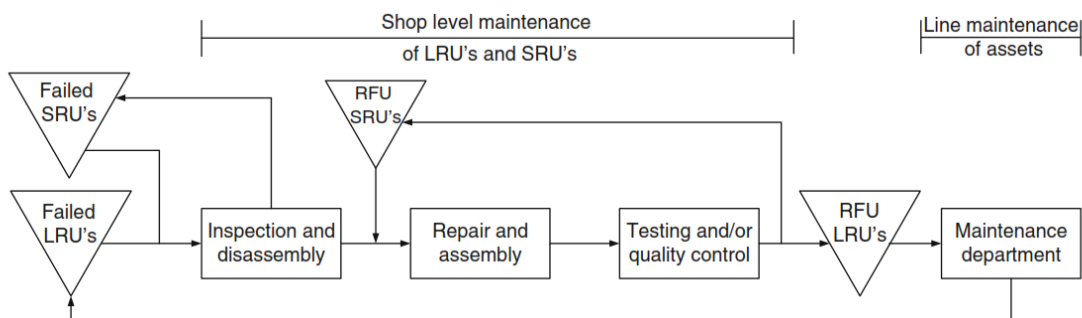 Shop level maintenance
of LRU's and SRU's
Line maintenance
of assets
Failed
SRU's
RFU
SRU's
Failed
LRU's
Inspection and
disassembly
Repair and
assembly
Testing and/or
quality control
RFU
LRU's
Maintenance
department